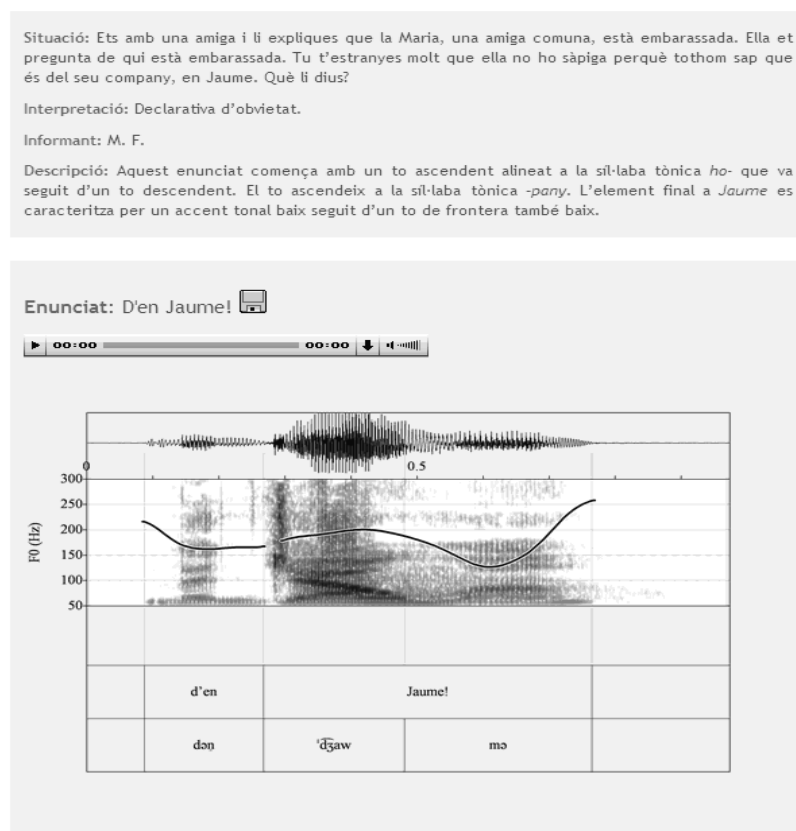 Situació: Ets amb una amiga i li expliques que la Maria, una amiga comuna, està embarassada. Ella et
pregunta de qui està embarassada. Tu t'estranyes molt que ella no ho sàpiga perquè tothom sap que
és del seu company, en Jaume. Què li dius?
Interpretació: Declarativa d'obvietat.
Informant: M. F.
Descripció: Aquest enunciat comença amb un to ascendent alineat a la síl·laba tònica ho- que va
seguit d'un to descendent. El to ascendeix a la síl·laba tònica -pany. L'element final a Jaume es
caracteritza per un accent tonal baix seguit d'un to de frontera també baix.
Enunciat: D'en Jaume!
00:00 00:00
0 0.5
300
250
200
150
100
50
F0 (Hz)
d'en Jaume!
dən̪ ˈd͡ʒaw mə